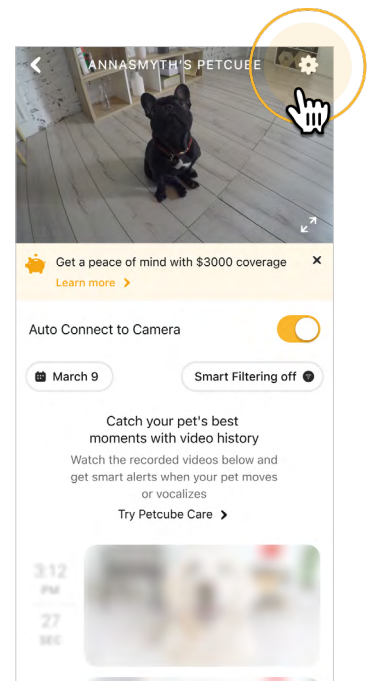 ANNASMYTH'S PETCUBE
Get a peace of mind with $3000 coverage
Learn more
Auto Connect to Camera
March 9
Smart Filtering off
Catch your pet's best
moments with video history
Watch the recorded videos below and
get smart alerts when your pet moves
or vocalizes
Try Petcube Care
3:12
PM
27
SEC